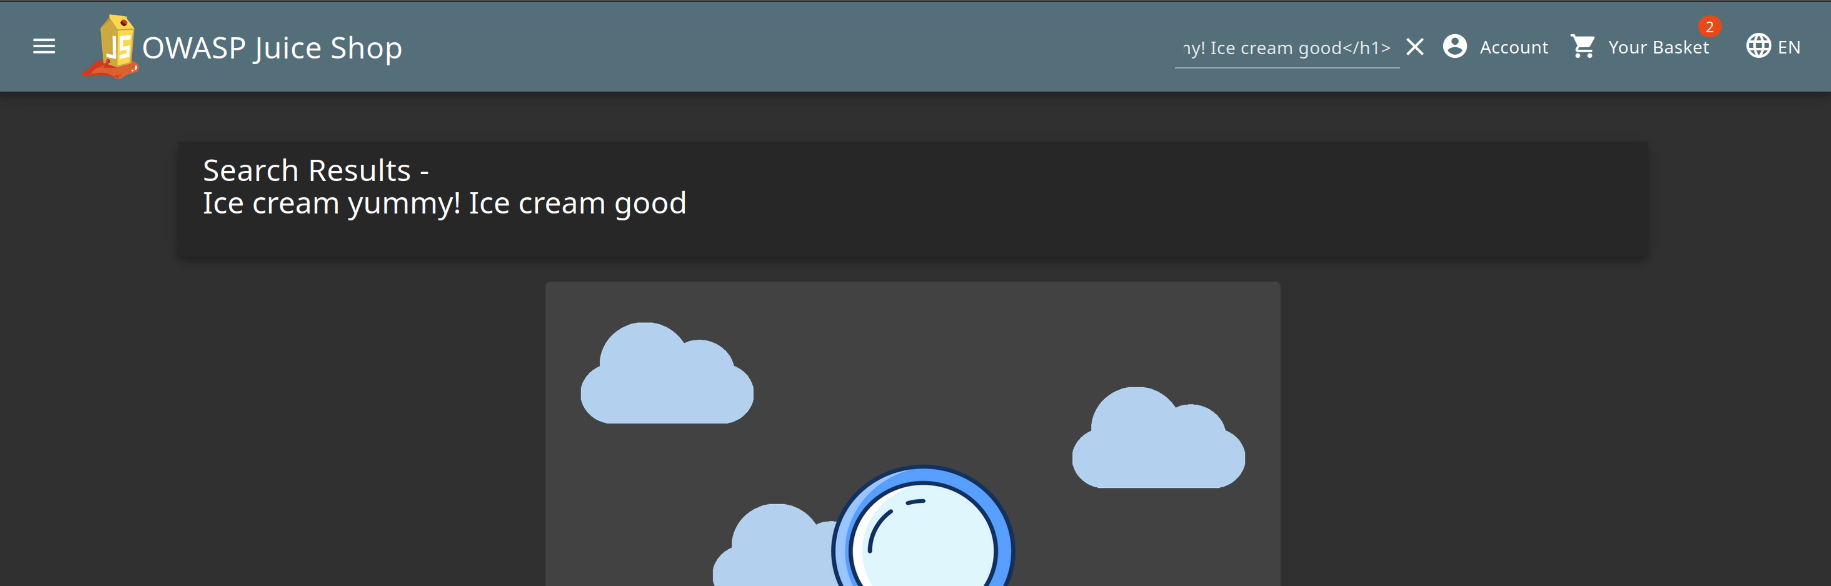 OWASP Juice Shop
y! Ice cream good</h1>
Account
2
Your Basket
EN
Search Results -
Ice cream yummy! Ice cream good